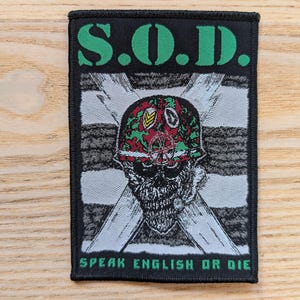 S.O.D.
SPEAK ENGLISH OR DIE